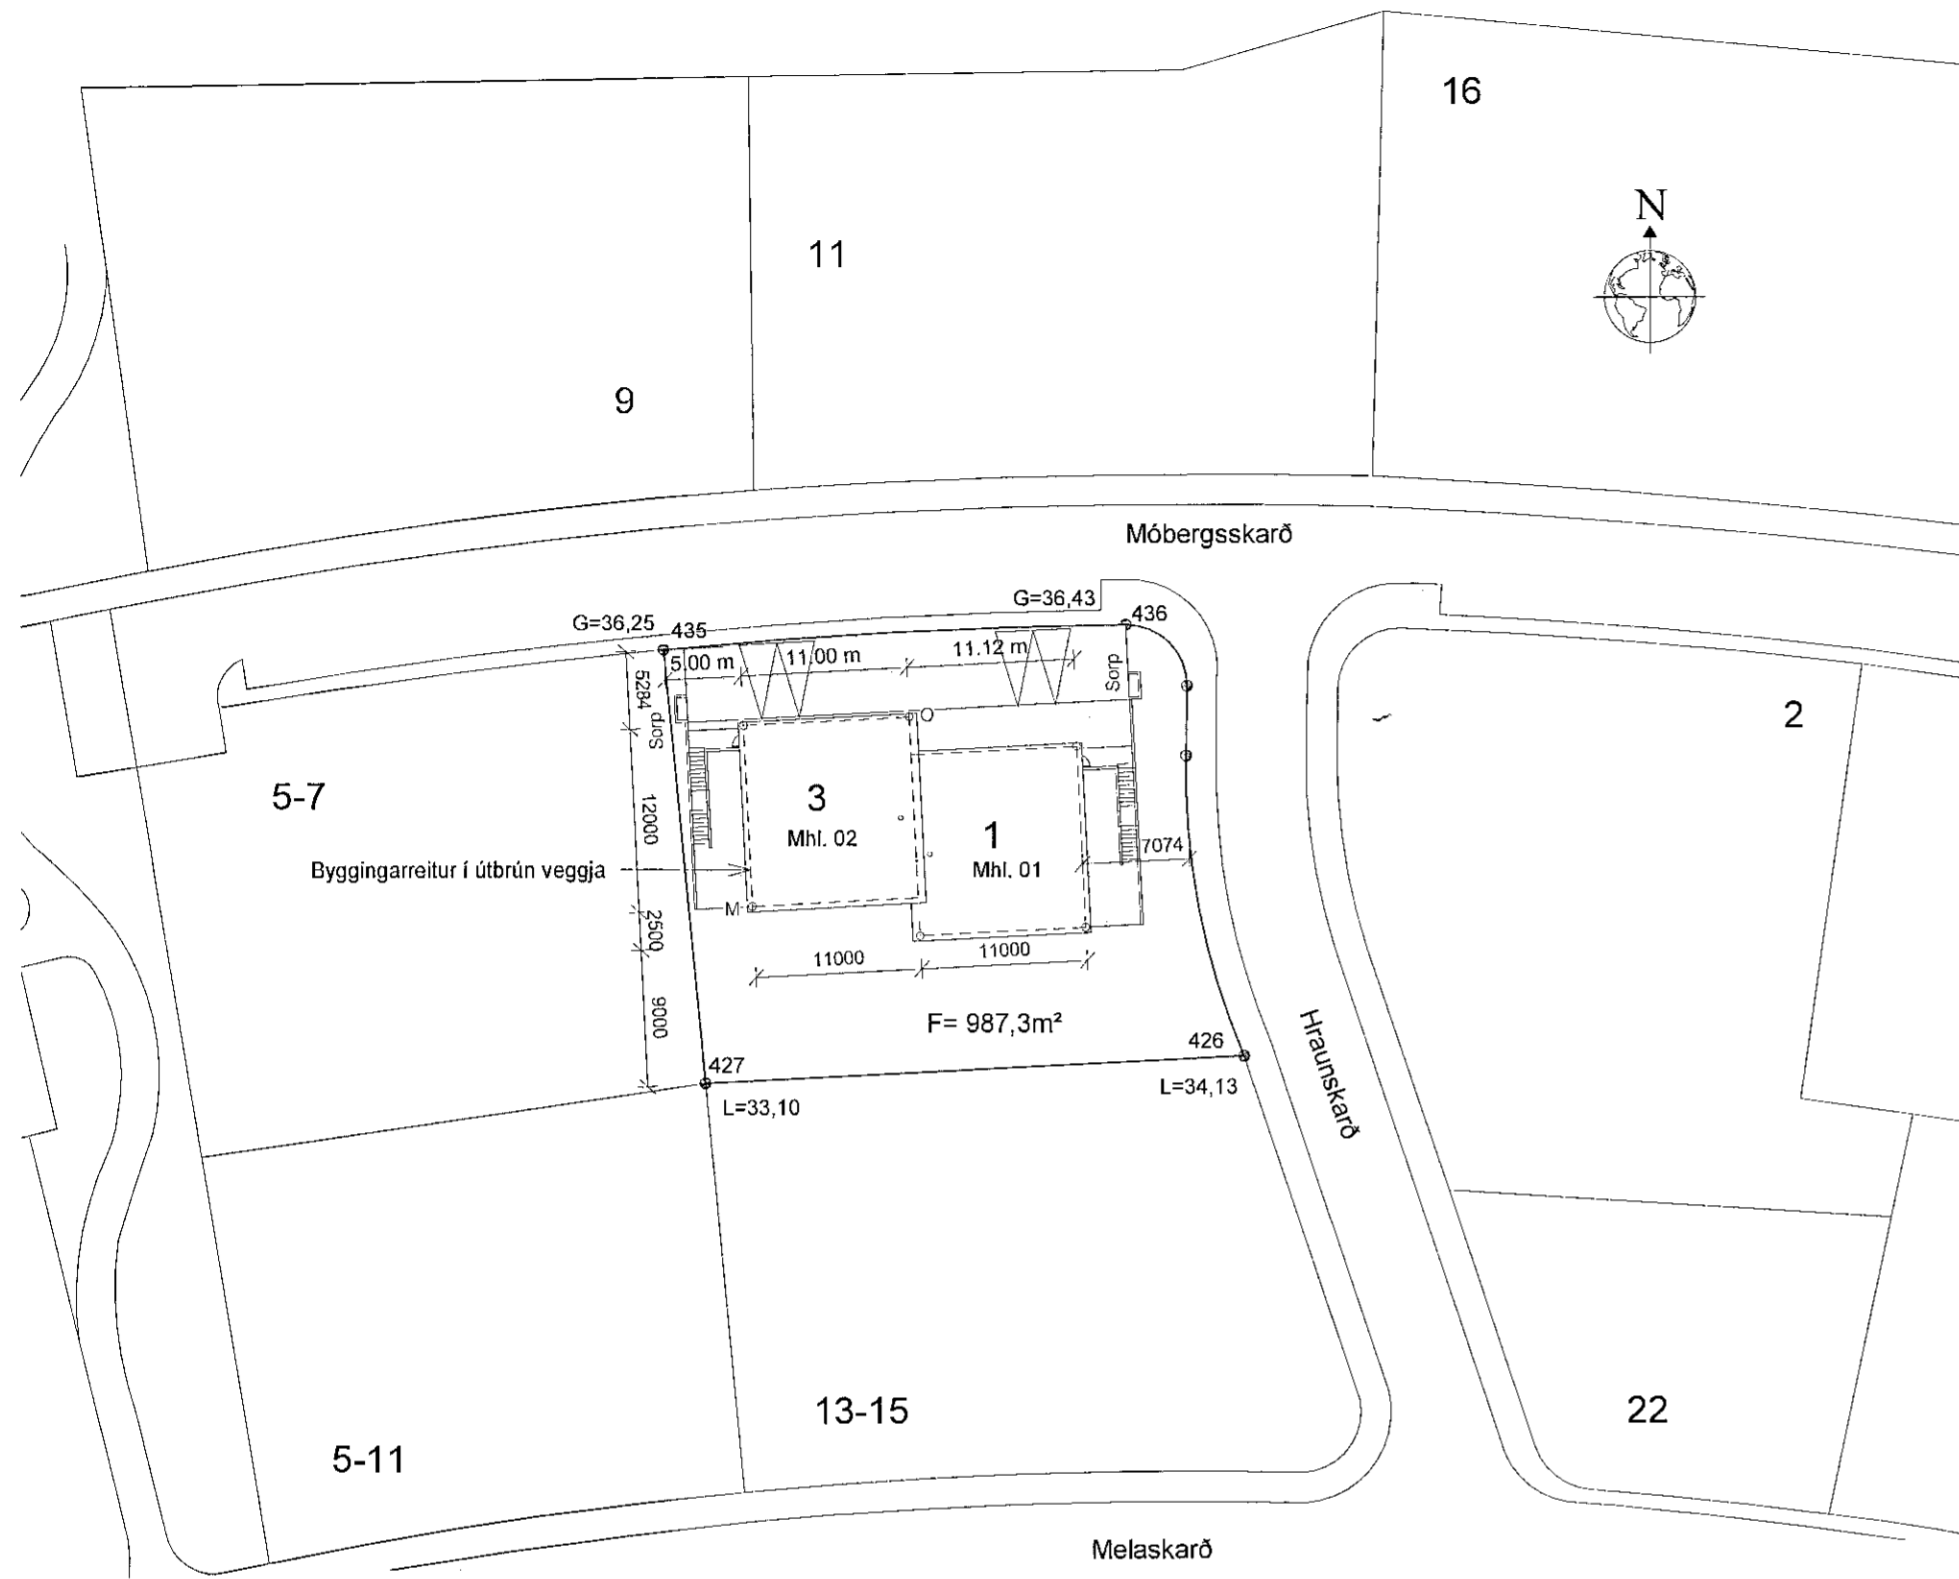 16
N
11
9
Móbergsskarð
G=36,43
436
G=36,25
435
5.00 m
11.00 m
11.12 m
Sorp
5284
Sorp
O
2
5-7
3
Mhl. 02
12000
1
Mhl. 01
7074
Byggingarreitur í útbrún veggja
M
2500
11000
11000
9000
F= 987,3m²
426
Hraunskarð
427
L=34,13
L=33,10
13-15
22
5-11
Melaskarð